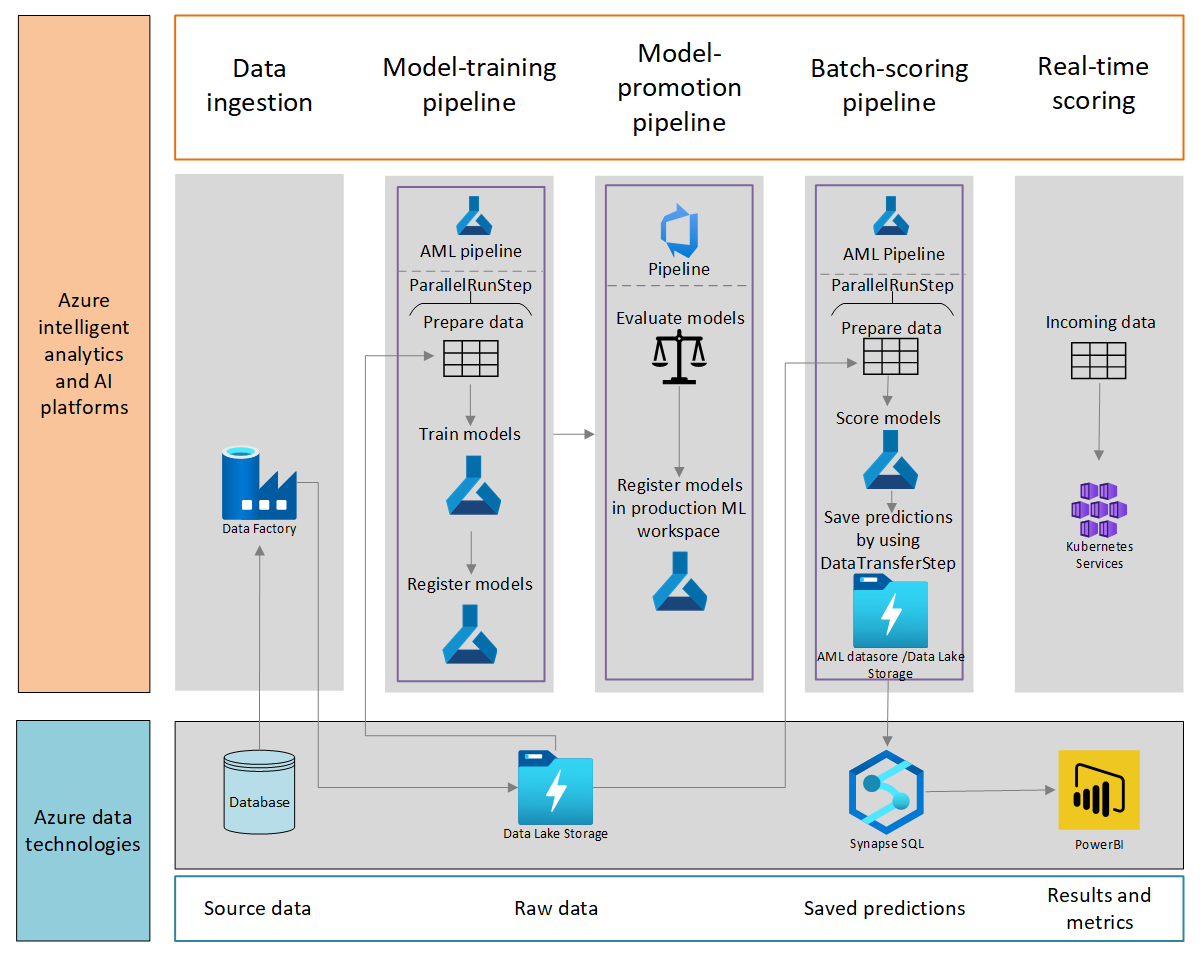 Data
ingestion
Model-training
pipeline
Model-
promotion
pipeline
Batch-scoring
pipeline
Real-time
scoring
Azure
intelligent
analytics
and AI
platforms
Data Factory
AML pipeline
ParallelRunStep
Prepare data
Train models
Register models
Pipeline
Evaluate models
Register models
in production ML
workspace
AML Pipeline
ParallelRunStep
Prepare data
Score models
Save predictions
by using
DataTransferStep
AML datasore /Data Lake
Storage
Incoming data
Kubernetes
Services
Azure data
technologies
Database
Data Lake Storage
Synapse SQL
PowerBI
Source data
Raw data
Saved predictions
Results and
metrics